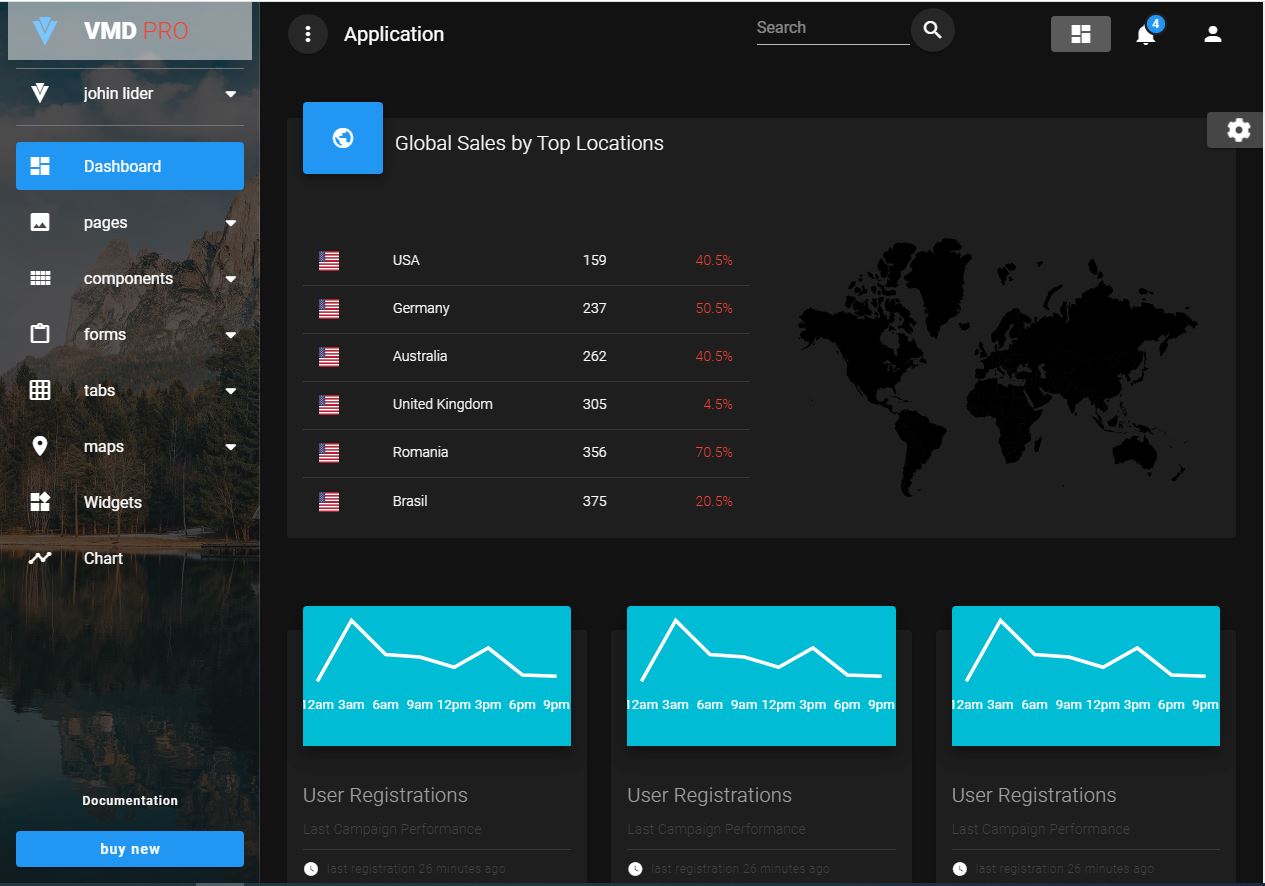 VMD PRO
Application
Search
4
johin lider
Dashboard
pages
components
forms
tabs
maps
Widgets
Chart
Documentation
buy new
Global Sales by Top Locations
USA 159 40.5%
Germany 237 50.5%
Australia 262 40.5%
United Kingdom 305 4.5%
Romania 356 70.5%
Brasil 375 20.5%
12am 3am 6am 9am 12pm 3pm 6pm 9pm
User Registrations
Last Campaign Performance
last registration 26 minutes ago
12am 3am 6am 9am 12pm 3pm 6pm 9pm
User Registrations
Last Campaign Performance
last registration 26 minutes ago
12am 3am 6am 9am 12pm 3pm 6pm 9pm
User Registrations
Last Campaign Performance
last registration 26 minutes ago